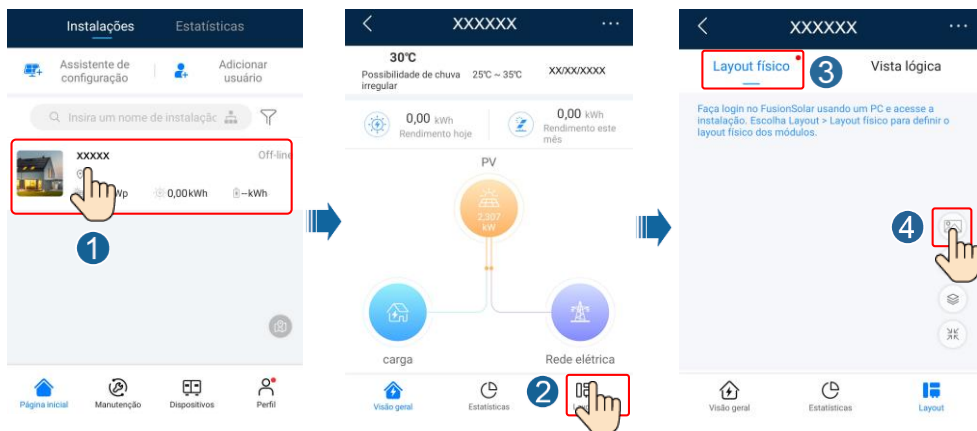 Instalações
Estatísticas
Assistente de
configuração
Adicionar
usuário
Insira um nome de instalação
XXXXX
Off-line
Wp
0,00kWh
--kWh
1
Página inicial
Manutenção
Dispositivos
Perfil
XXXXXX
30℃
Possibilidade de chuva
irregular
25℃ ~ 35℃
XX/XX/XXXX
0,00 kWh
Rendimento hoje
0,00 kWh
Rendimento este
mês
PV
2,307
kW
carga
Rede elétrica
2
Visão geral
Estatísticas
XXXXXX
Layout físico
3
Vista lógica
Faça login no FusionSolar usando um PC e acesse a
instalação. Escolha Layout > Layout físico para definir o
layout físico dos módulos.
4
Visão geral
Estatísticas
Layout